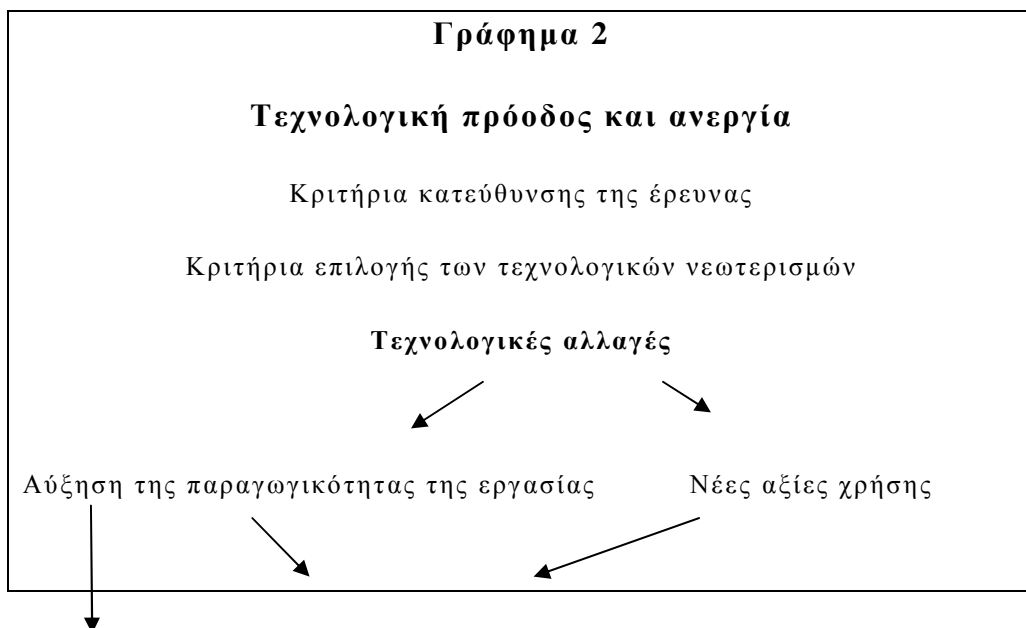 Γράφημα 2
Τεχνολογική πρόοδος και ανεργία
Κριτήρια κατεύθυνσης της έρευνας
Κριτήρια επιλογής των τεχνολογικών νεωτερισμών
Τεχνολογικές αλλαγές
Αύξηση της παραγωγικότητας της εργασίας Νέες αξίες χρήσης